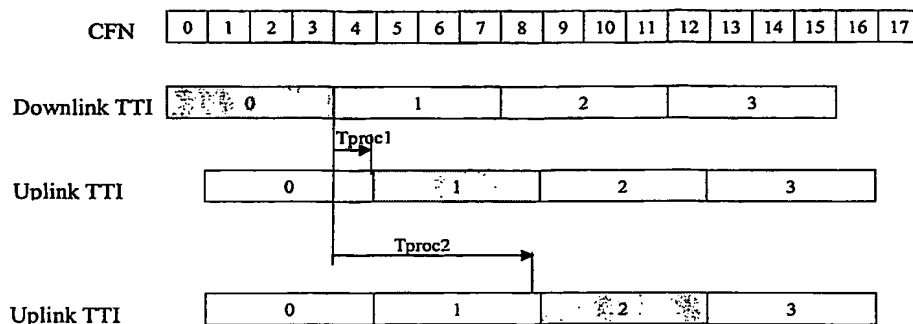 CFN 0 1 2 3 4 5 6 7 8 9 10 11 12 13 14 15 16 17
Downlink TTI 0 1 2 3
Tproc1
Uplink TTI 0 1 2 3
Tproc2
Uplink TTI 0 1 2 3